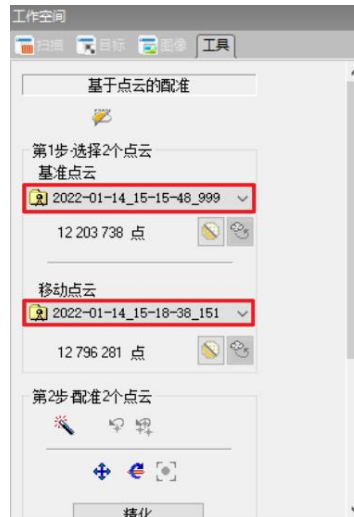 工作空间
扫描 目标 图像 工具
基于点云的配准
第1步-选择2个点云
基准点云
2022-01-14_15-15-48_999
12 203 738 点
移动点云
2022-01-14_15-18-38_151
12 796 281 点
第2步-配准2个点云
精化